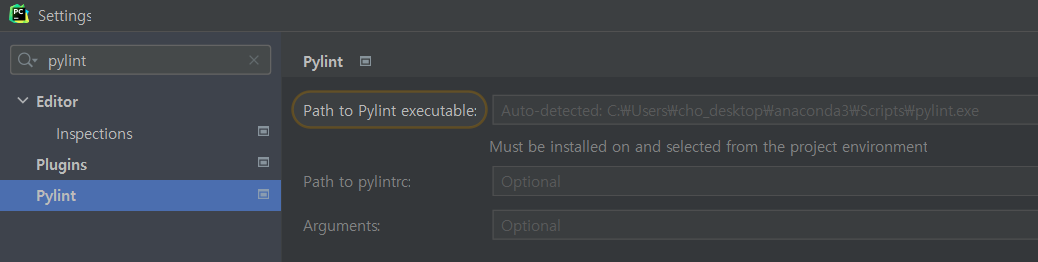 PC
Settings
pylint
Editor
Inspections
Plugins
Pylint
Pylint
Path to Pylint executable: Auto-detected: C:₩Users₩cho_desktop₩anaconda3₩Scripts₩pylint.exe
Must be installed on and selected from the project environment
Path to pylintrc: Optional
Arguments: Optional